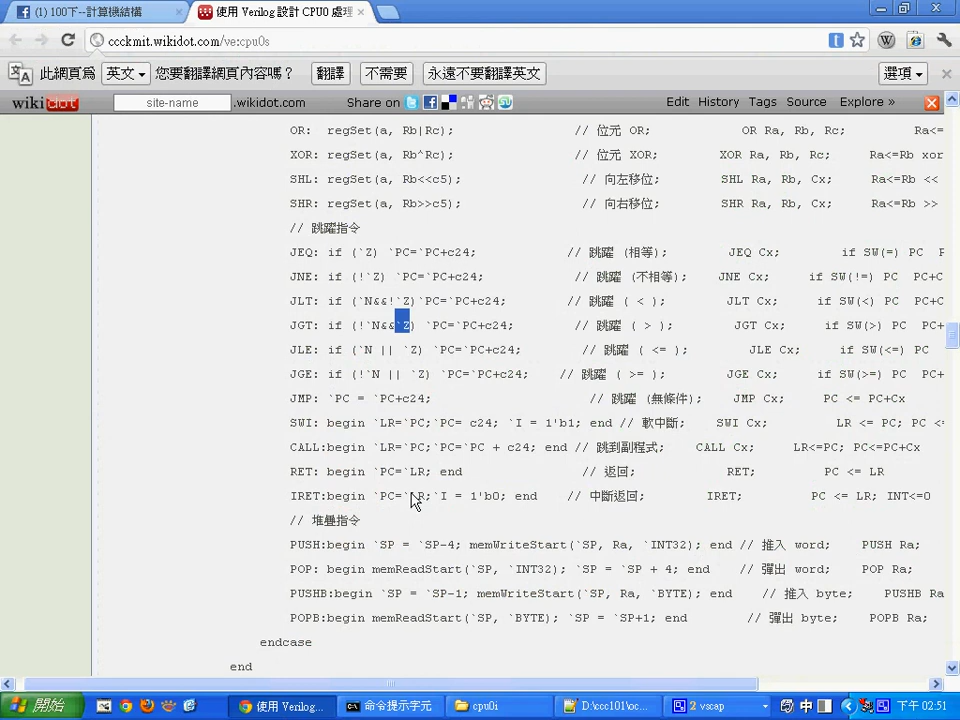 (1) 100下--計算機結構
使用 Verilog 設計 CPU0 處理
ccckmit.wikidot.com/ve:cpu0s
此網頁為 英文 您要翻譯網頁內容嗎？ 翻譯 不需要 永遠不要翻譯英文 選項
wikidot site-name .wikidot.com Share on Edit History Tags Source Explore »
OR: regSet(a, Rb|Rc); // 位元 OR; OR Ra, Rb, Rc; Ra<=
XOR: regSet(a, Rb^Rc); // 位元 XOR; XOR Ra, Rb, Rc; Ra<=Rb xor
SHL: regSet(a, Rb<<c5); // 向左移位; SHL Ra, Rb, Cx; Ra<=Rb <<
SHR: regSet(a, Rb>>c5); // 向右移位; SHR Ra, Rb, Cx; Ra<=Rb >>
// 跳躍指令
JEQ: if (`Z) `PC=`PC+c24; // 跳躍 (相等); JEQ Cx; if SW(=) PC P
JNE: if (!`Z) `PC=`PC+c24; // 跳躍 (不相等); JNE Cx; if SW(!=) PC PC+C
JLT: if (`N&&!`Z)`PC=`PC+c24; // 跳躍 ( < ); JLT Cx; if SW(<) PC PC+C
JGT: if (!`N&&`Z) `PC=`PC+c24; // 跳躍 ( > ); JGT Cx; if SW(>) PC PC+
JLE: if (`N || `Z) `PC=`PC+c24; // 跳躍 ( <= ); JLE Cx; if SW(<=) PC
JGE: if (!`N || `Z) `PC=`PC+c24; // 跳躍 ( >= ); JGE Cx; if SW(>=) PC PC+
JMP: `PC = `PC+c24; // 跳躍 (無條件); JMP Cx; PC <= PC+Cx
SWI: begin `LR=`PC;`PC= c24; `I = 1'b1; end // 軟中斷; SWI Cx; LR <= PC; PC <
CALL:begin `LR=`PC;`PC=`PC + c24; end // 跳到副程式; CALL Cx; LR<=PC; PC<=PC+Cx
RET: begin `PC=`LR; end // 返回; RET; PC <= LR
IRET:begin `PC=`LR;`I = 1'b0; end // 中斷返回; IRET; PC <= LR; INT<=0
// 堆疊指令
PUSH:begin `SP = `SP-4; memWriteStart(`SP, Ra, `INT32); end // 推入 word; PUSH Ra;
POP: begin memReadStart(`SP, `INT32); `SP = `SP + 4; end // 彈出 word; POP Ra;
PUSHB:begin `SP = `SP-1; memWriteStart(`SP, Ra, `BYTE); end // 推入 byte; PUSHB Ra
POPB:begin memReadStart(`SP, `BYTE); `SP = `SP+1; end // 彈出 byte; POPB Ra;
endcase
end
開始 使用 Verilog... 命令提示字元 cpu0i D:\ccc101\oc... 2 vscap 中 下午 02:51